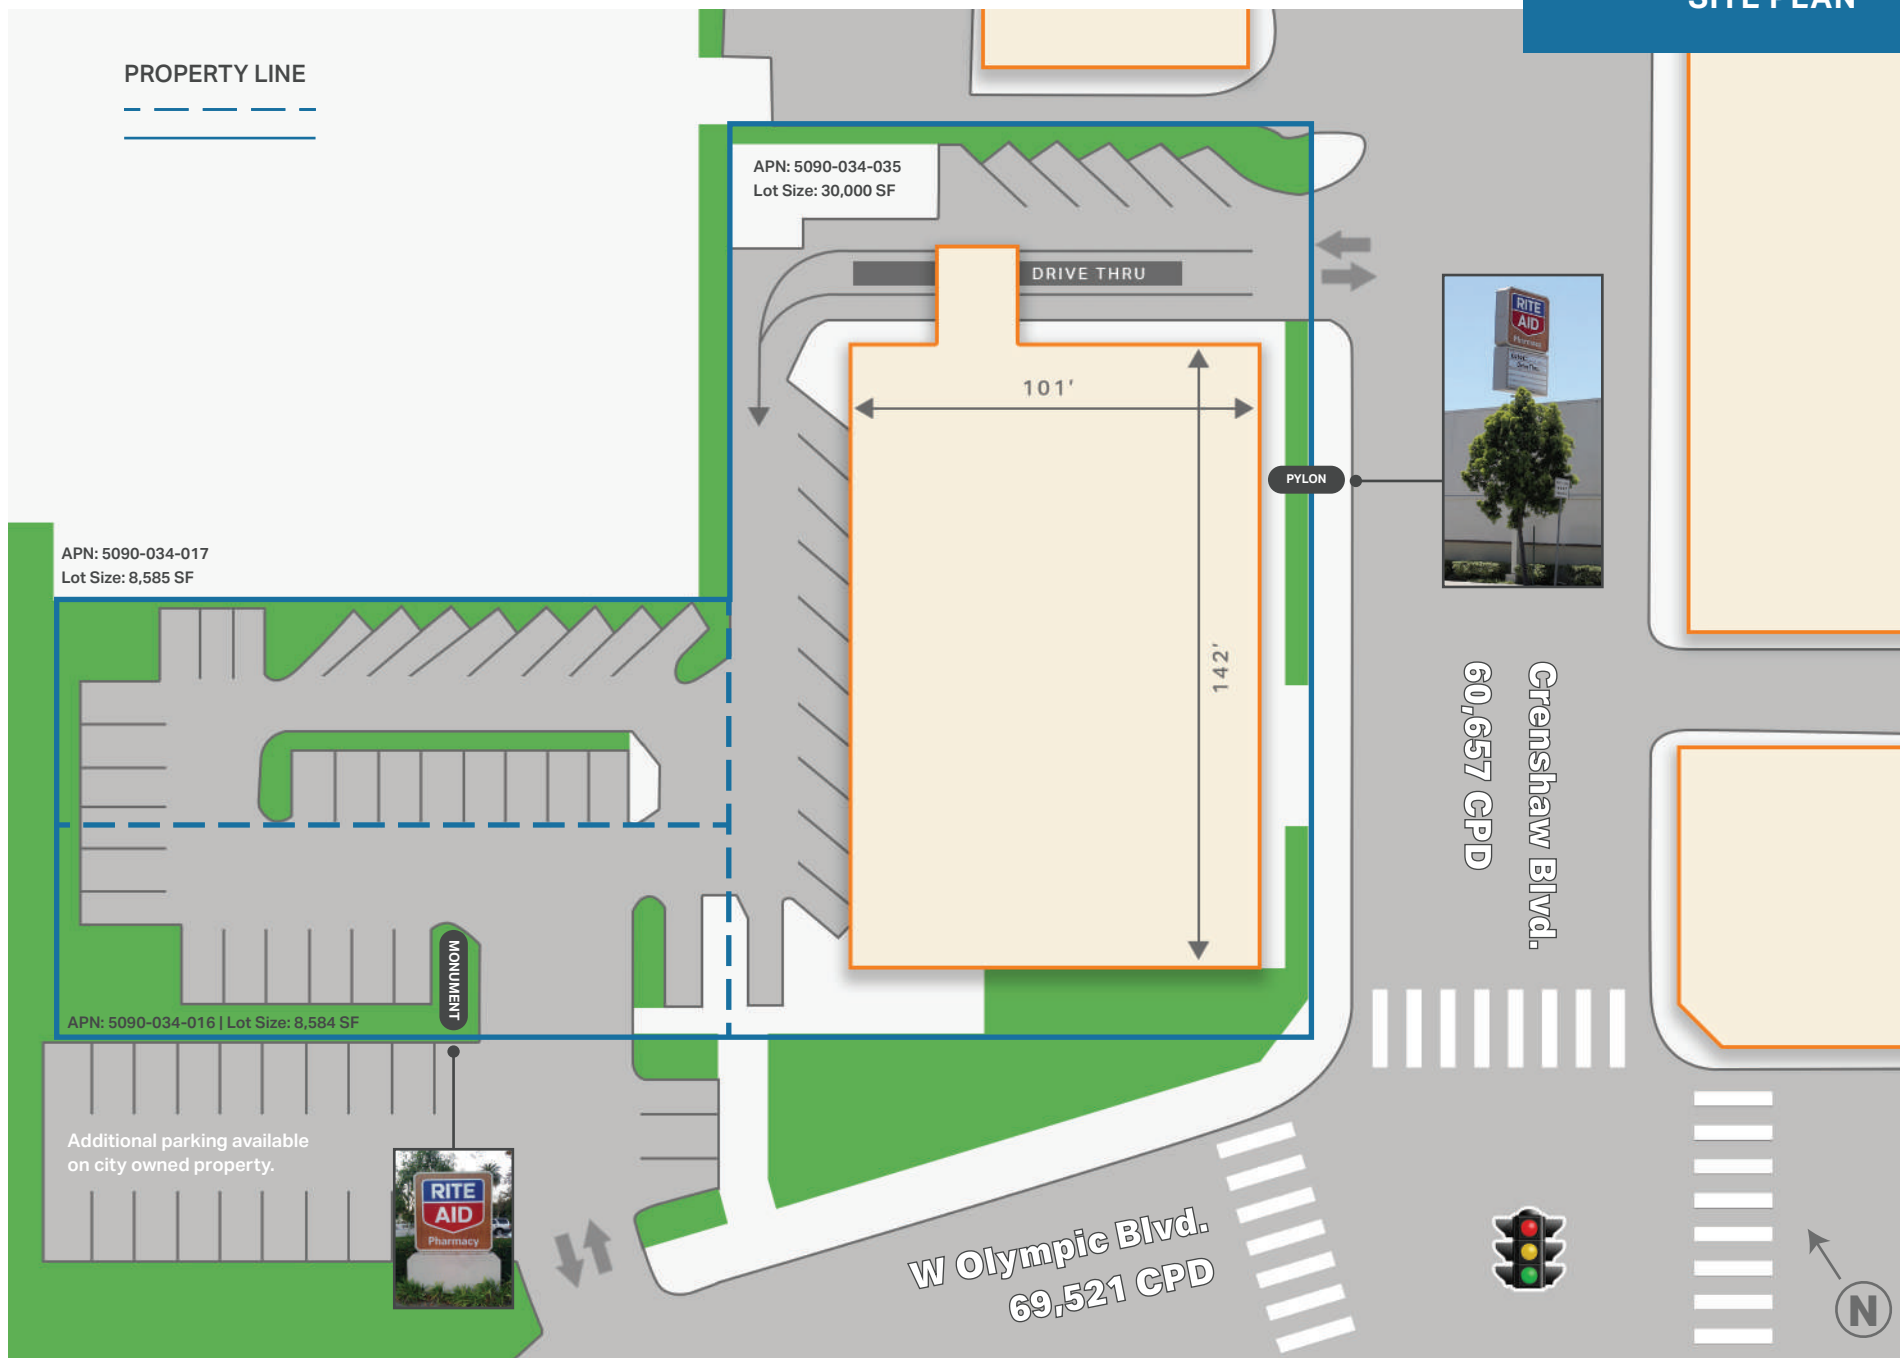 SITE PLAN
PROPERTY LINE
APN: 5090-034-035
Lot Size: 30,000 SF
DRIVE THRU
RITE
AID
Pharmacy
101'
PYLON
142'
APN: 5090-034-017
Lot Size: 8,585 SF
Crenshaw Blvd.
60,657 CPD
MONUMENT
APN: 5090-034-016 | Lot Size: 8,584 SF
Additional parking available
on city owned property.
RITE
AID
Pharmacy
W Olympic Blvd.
69,521 CPD
N